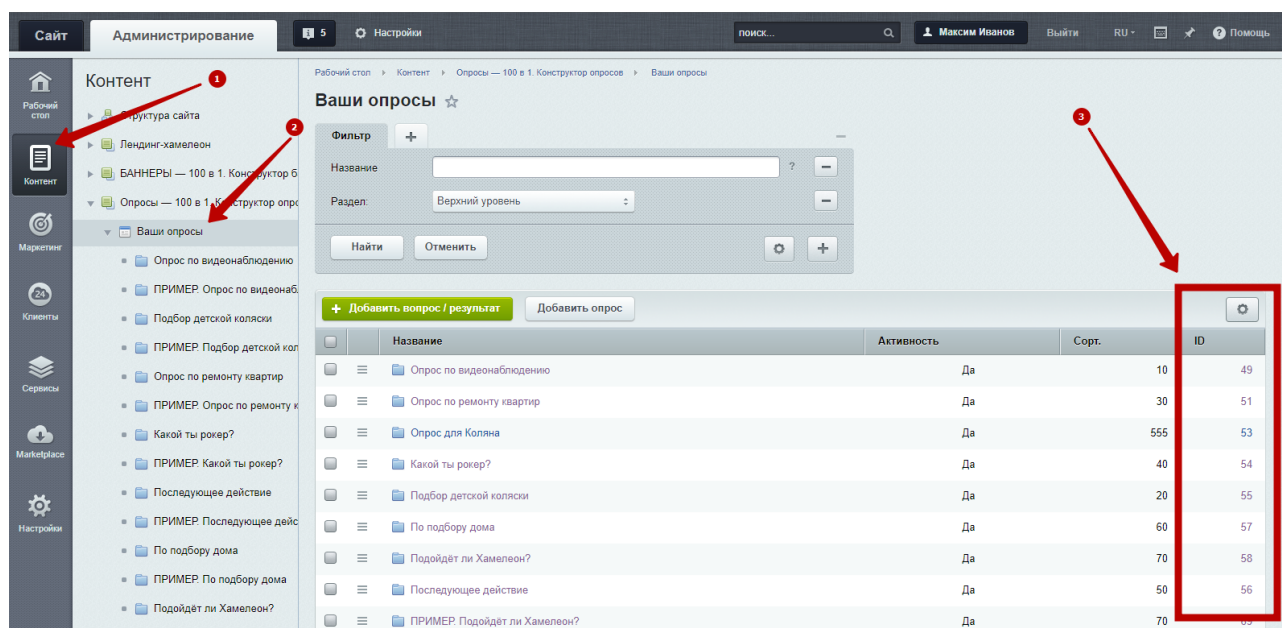 Сайт
Администрирование
5
Настройки
поиск...
Максим Иванов
Выйти
RU
Помощь
Рабочий стол
Контент
Маркетинг
24
Клиенты
Сервисы
Marketplace
Настройки
Контент
1
Структура сайта
2
Лендинг-хамелеон
БАННЕРЫ — 100 в 1. Конструктор б
Опросы — 100 в 1. Конструктор опро
Ваши опросы
Опрос по видеонаблюдению
ПРИМЕР. Опрос по видеонаб.
Подбор детской коляски
ПРИМЕР. Подбор детской кол
Опрос по ремонту квартир
ПРИМЕР. Опрос по ремонту к
Какой ты рокер?
ПРИМЕР. Какой ты рокер?
Последующее действие
ПРИМЕР. Последующее дейс
По подбору дома
ПРИМЕР. По подбору дома
Подойдёт ли Хамелеон?
Рабочий стол Контент Опросы — 100 в 1. Конструктор опросов Ваши опросы
Ваши опросы
3
Фильтр
Название ?
Раздел: Верхний уровень
Найти Отменить
Добавить вопрос / результат Добавить опрос
Название Активность Сорт. ID
Опрос по видеонаблюдению Да 10 49
Опрос по ремонту квартир Да 30 51
Опрос для Коляна Да 555 53
Какой ты рокер? Да 40 54
Подбор детской коляски Да 20 55
По подбору дома Да 60 57
Подойдёт ли Хамелеон? Да 70 58
Последующее действие Да 50 56
ПРИМЕР. Подойдёт ли Хамелеон? Да 70